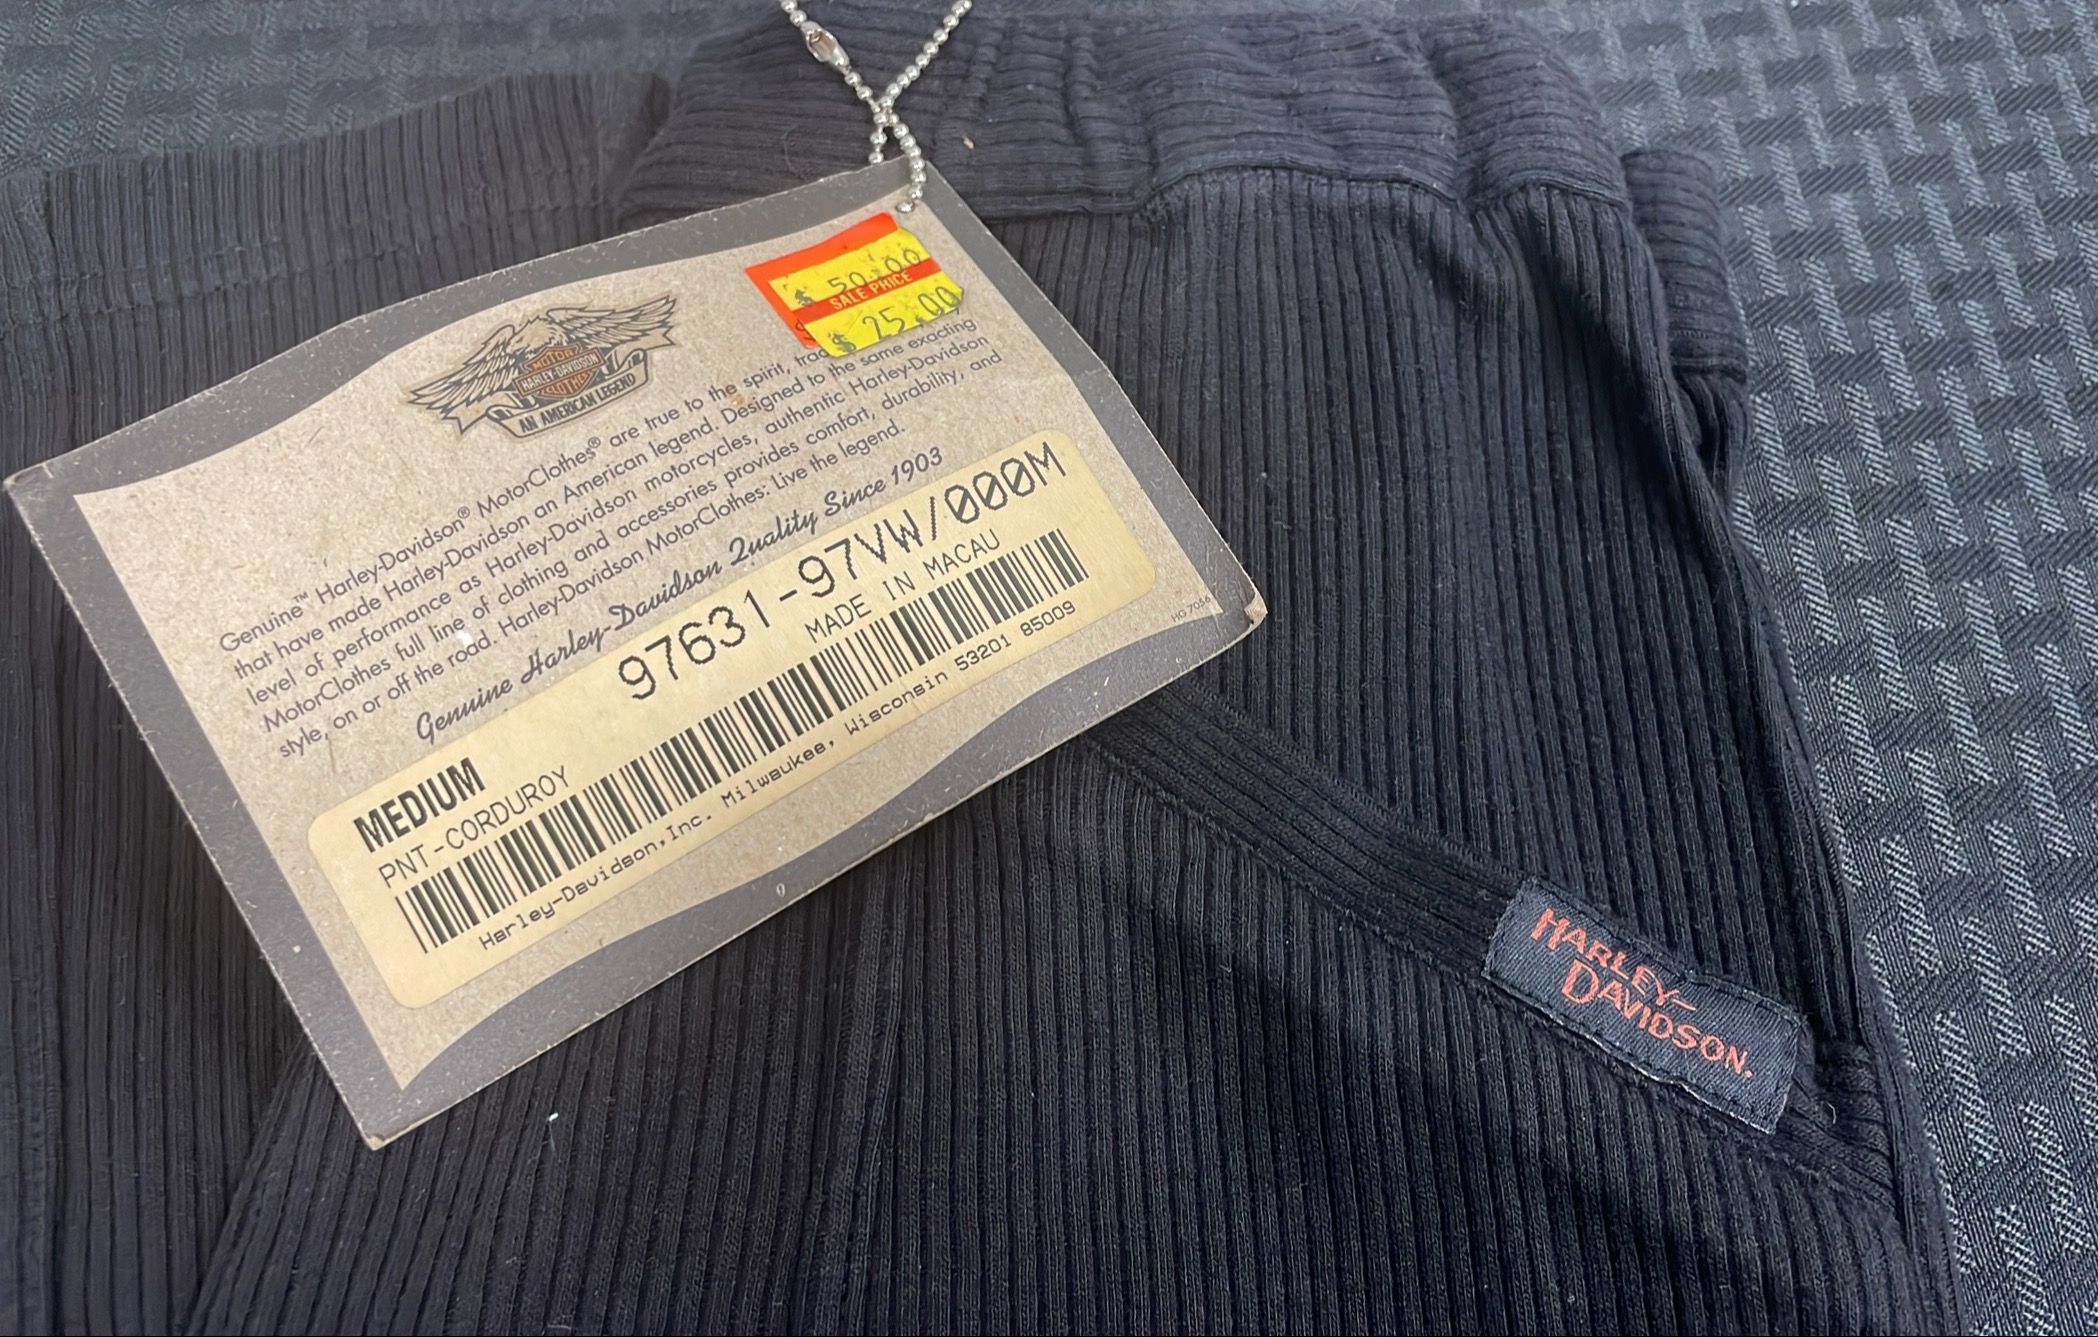 $ 50.00
SALE PRICE
$ 25.00
MOTOR
HARLEY-DAVIDSON
CLOTHES
AN AMERICAN LEGEND
Genuine™ Harley-Davidson® MotorClothes® are true to the spirit,
that have made Harley-Davidson an American legend. Designed to the same exacting
level of performance as Harley-Davidson motorcycles, authentic Harley-Davidson
MotorClothes full line of clothing and accessories provides comfort, durability, and
style, on or off the road. Harley-Davidson MotorClothes: Live the legend.
Genuine Harley-Davidson Quality Since 1903
97631-97VW/000M
MEDIUM
MADE IN MACAU
PNT-CORDUROY
Harley-Davidson,Inc. Milwaukee, Wisconsin 53201 85009
HG 7056
HARLEY-
DAVIDSON.